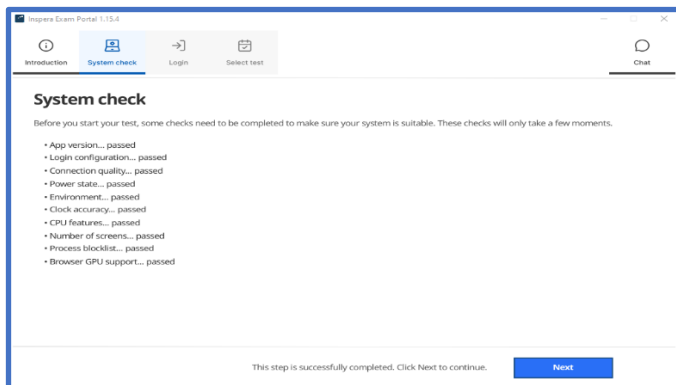 Inspera Exam Portal 1.15.4
Introduction
System check
Login
Select test
Chat
System check
Before you start your test, some checks need to be completed to make sure your system is suitable. These checks will only take a few moments.
• App version... passed
• Login configuration... passed
• Connection quality... passed
• Power state... passed
• Environment... passed
• Clock accuracy... passed
• CPU features... passed
• Number of screens... passed
• Process blocklist... passed
• Browser GPU support... passed
This step is successfully completed. Click Next to continue.
Next